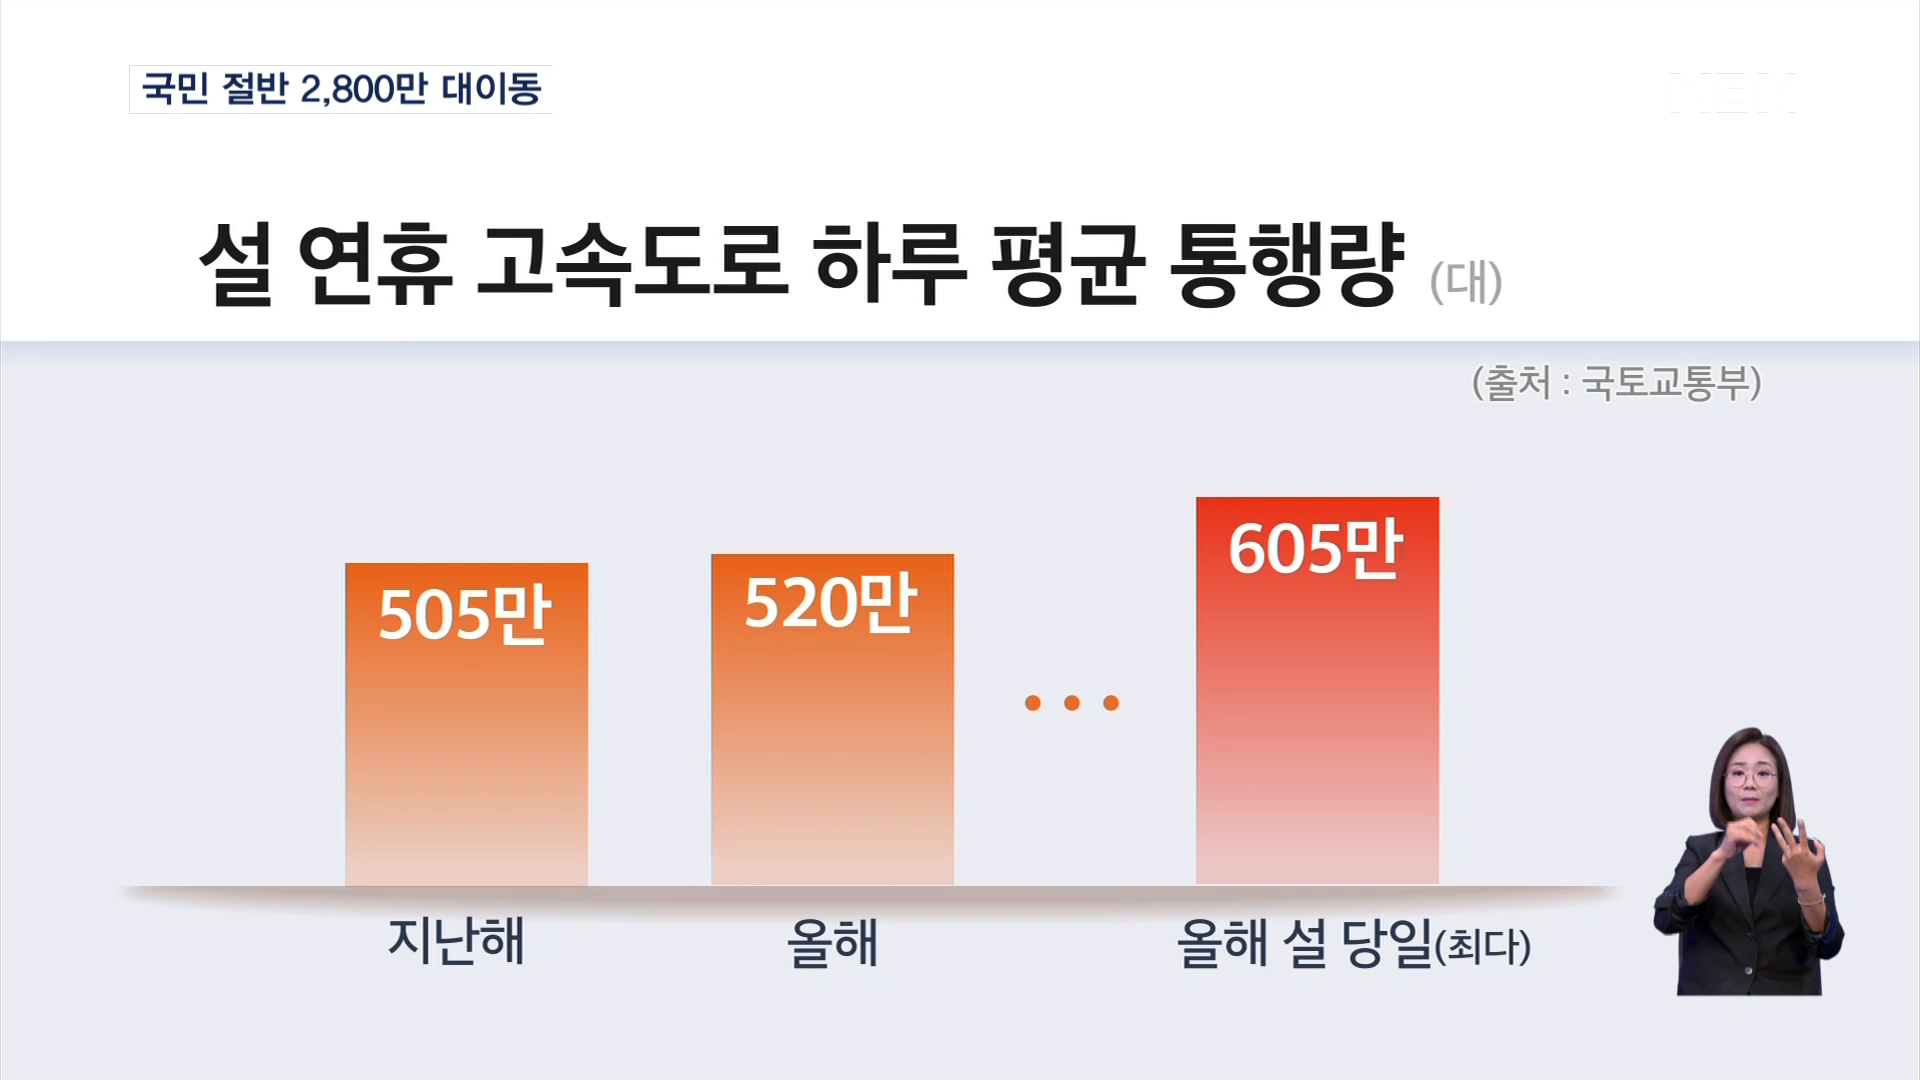 국민 절반 2,800만 대이동
설 연휴 고속도로 하루 평균 통행량 (대)
(출처 : 국토교통부)
505만
520만
605만
지난해
올해
올해 설 당일(최다)